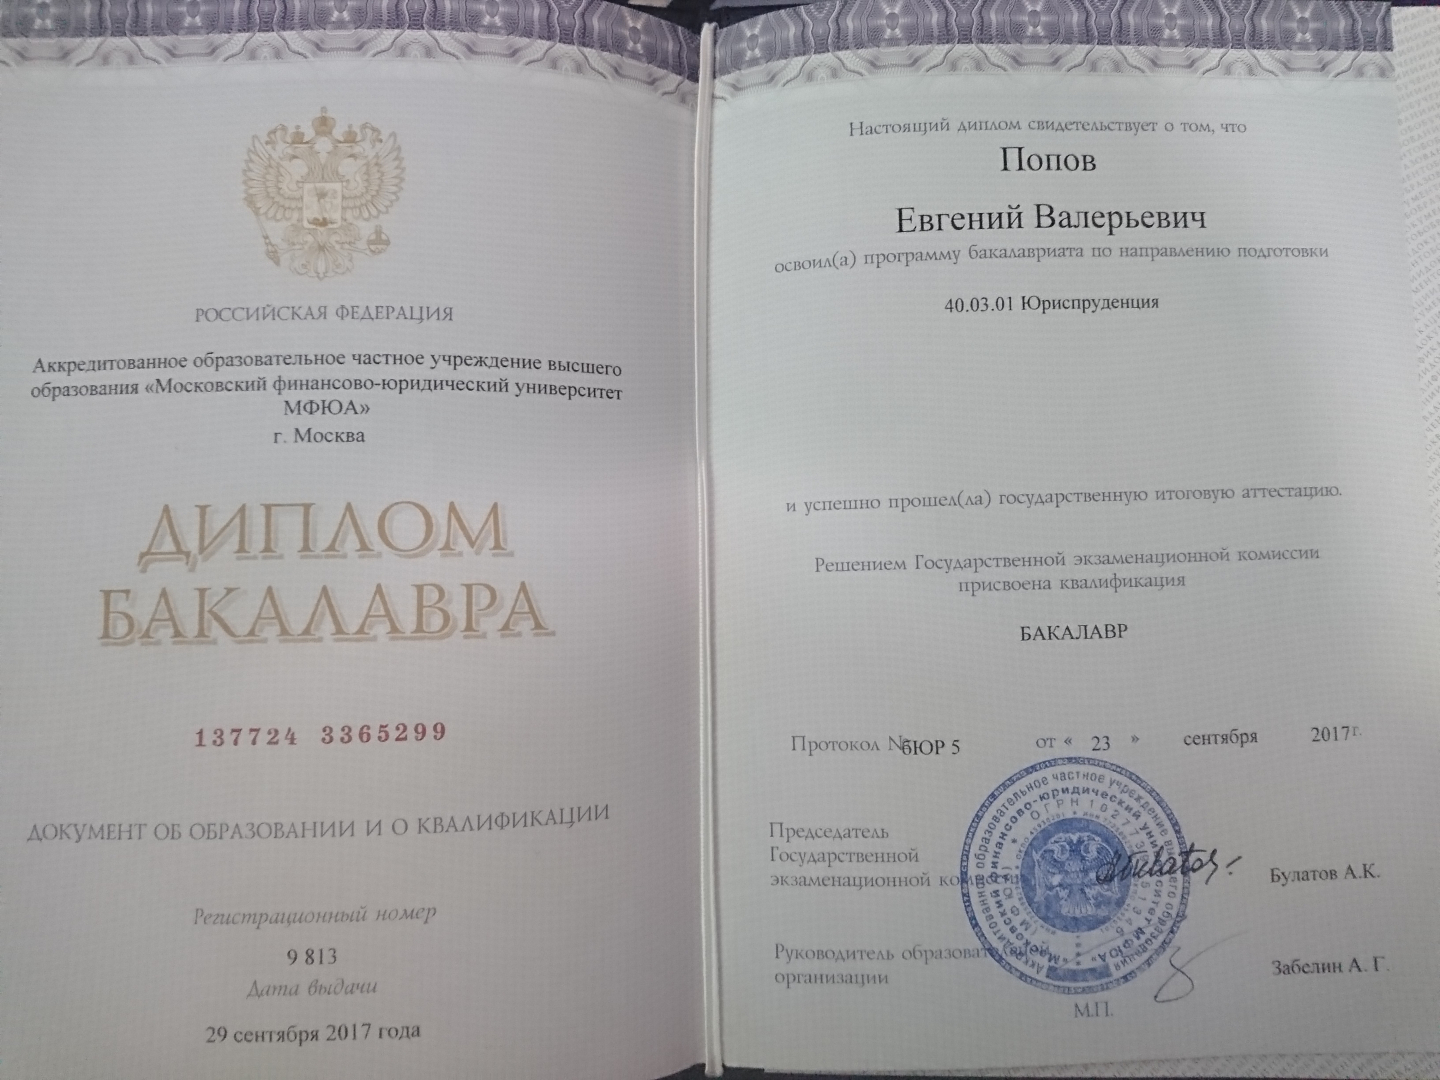 РОССИЙСКАЯ ФЕДЕРАЦИЯ
Аккредитованное образовательное частное учреждение высшего
образования «Московский финансово-юридический университет
МФЮА»
г. Москва
ДИПЛОМ
БАКАЛАВРА
137724 3365299
ДОКУМЕНТ ОБ ОБРАЗОВАНИИ И О КВАЛИФИКАЦИИ
Регистрационный номер
9 813
Дата выдачи
29 сентября 2017 года
Настоящий диплом свидетельствует о том, что
Попов
Евгений Валерьевич
освоил(а) программу бакалавриата по направлению подготовки
40.03.01 Юриспруденция
и успешно прошел(ла) государственную итоговую аттестацию.
Решением Государственной экзаменационной комиссии
присвоена квалификация
БАКАЛАВР
Протокол № бЮР 5 от « 23 » сентября 2017г.
Председатель
Государственной
экзаменационной комиссии
Булатов А.К.
Руководитель образовательной
организации
Забелин А. Г.
М.П.